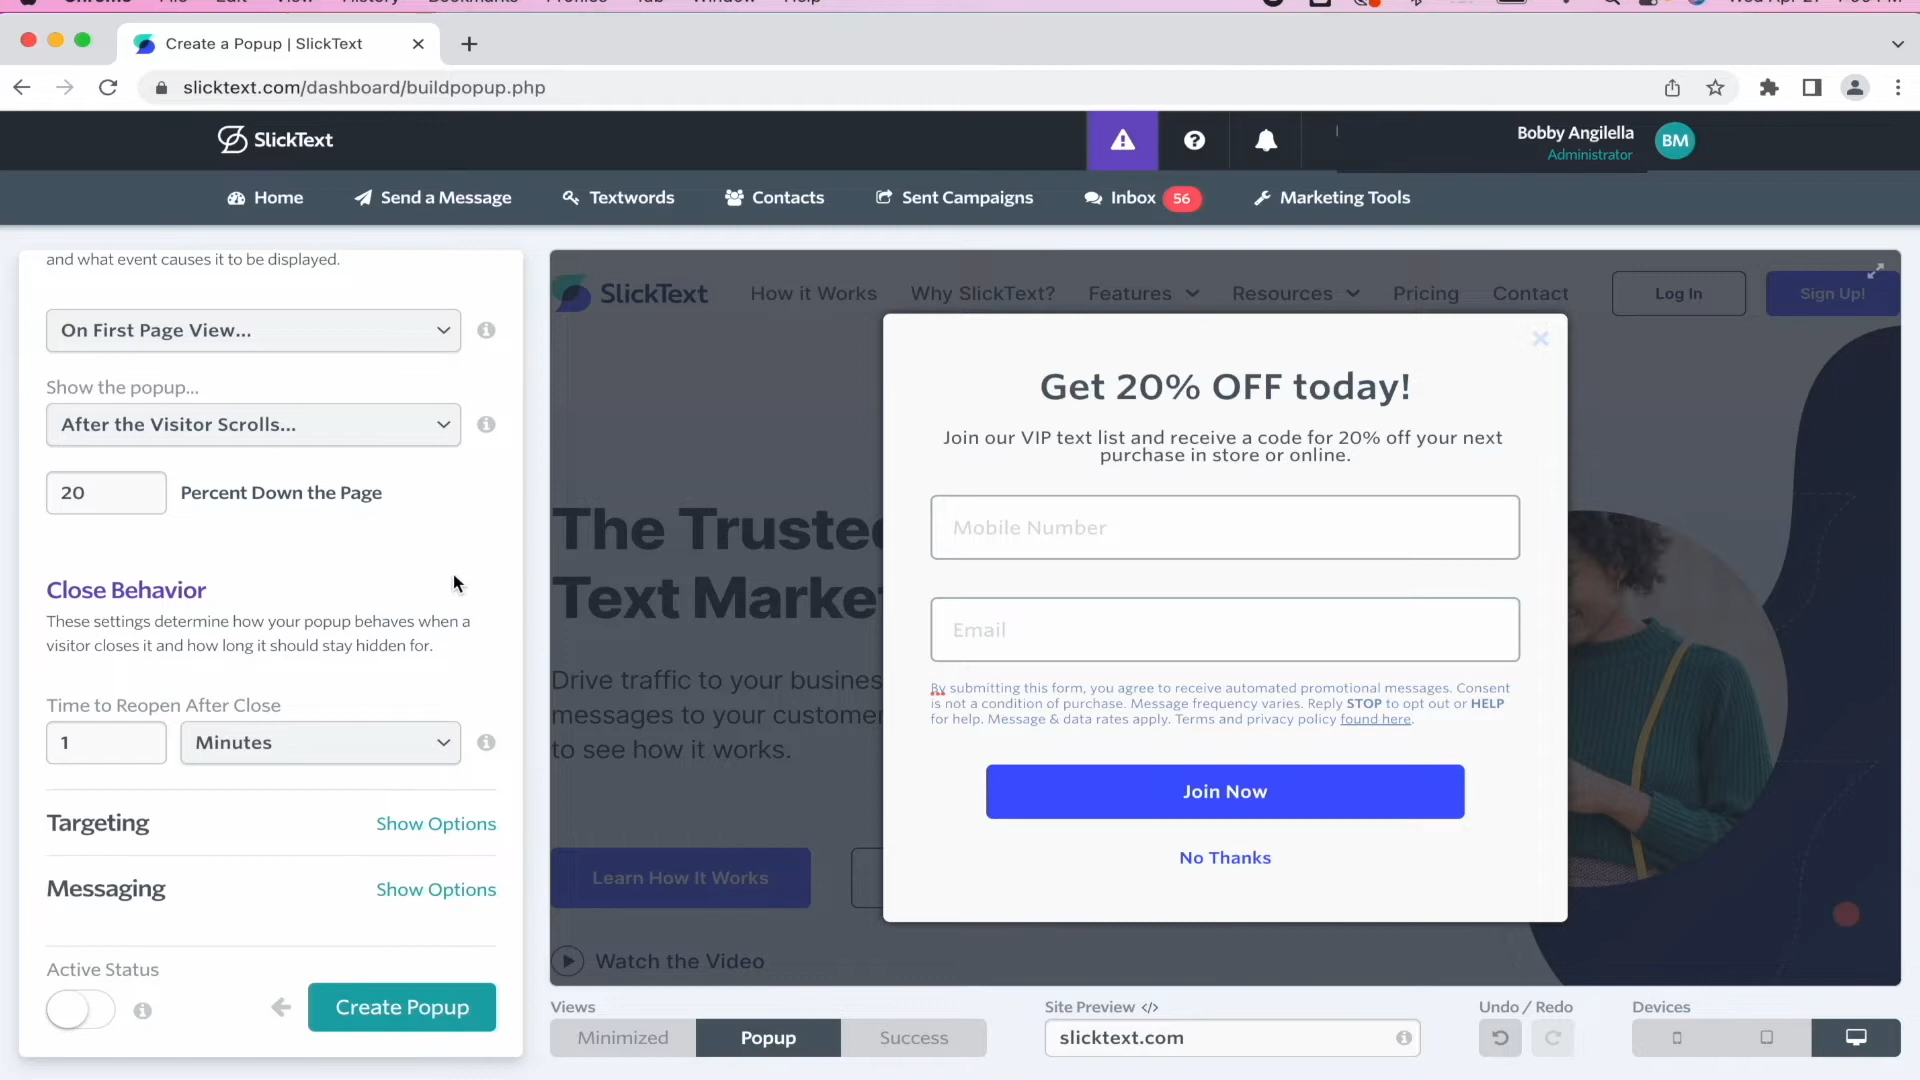 Chrome File Edit View History Bookmarks Profiles Tab Window Help
Create a Popup | SlickText
slicktext.com/dashboard/buildpopup.php
SlickText
Bobby Angilella
Administrator
BM
Home Send a Message Textwords Contacts Sent Campaigns Inbox 56 Marketing Tools
and what event causes it to be displayed.
On First Page View...
Show the popup...
After the Visitor Scrolls...
20 Percent Down the Page
Close Behavior
These settings determine how your popup behaves when a
visitor closes it and how long it should stay hidden for.
Time to Reopen After Close
1 Minutes
Targeting Show Options
Messaging Show Options
Active Status
Create Popup
SlickText How it Works Why SlickText? Features Resources Pricing Contact Log In Sign Up!
The Truste
Text Marke
Drive traffic to your busines
messages to your customer
to see how it works.
Learn How It Works
Watch the Video
Get 20% OFF today!
Join our VIP text list and receive a code for 20% off your next
purchase in store or online.
Mobile Number
Email
By submitting this form, you agree to receive automated promotional messages. Consent
is not a condition of purchase. Message frequency varies. Reply STOP to opt out or HELP
for help. Message & data rates apply. Terms and privacy policy found here.
Join Now
No Thanks
Views
Minimized Popup Success
Site Preview </>
slicktext.com
Undo / Redo
Devices